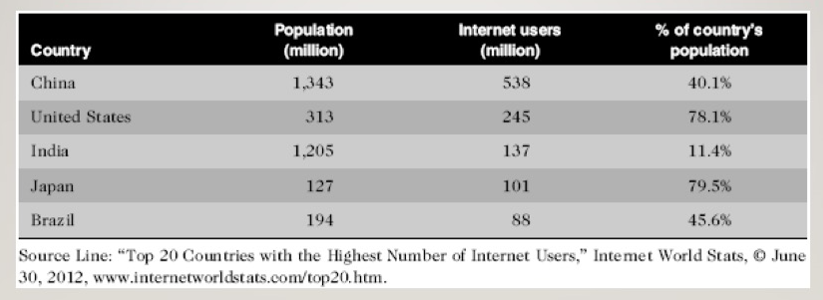 Country Population (million) Internet users (million) % of country's population
China 1,343 538 40.1%
United States 313 245 78.1%
India 1,205 137 11.4%
Japan 127 101 79.5%
Brazil 194 88 45.6%
Source Line: “Top 20 Countries with the Highest Number of Internet Users,” Internet World Stats, © June
30, 2012, www.internetworldstats.com/top20.htm.